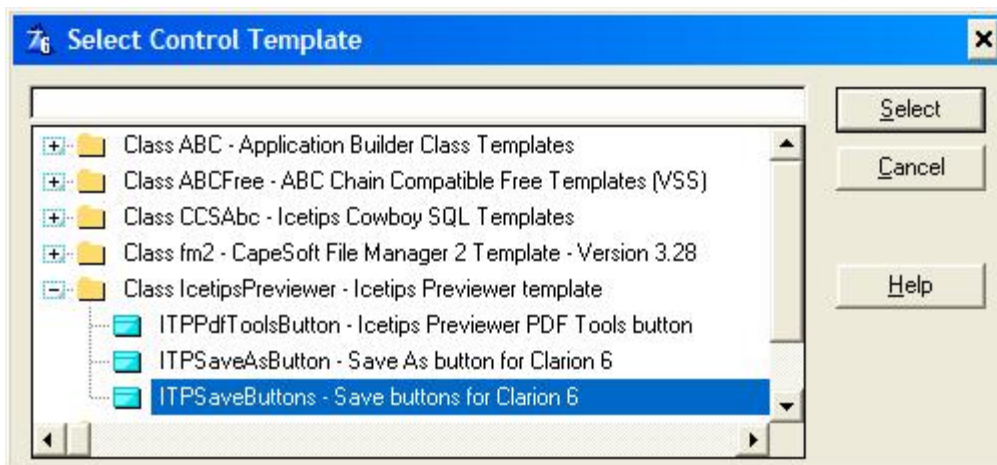 Select Control Template
Select
Class ABC - Application Builder Class Templates
Class ABCFree - ABC Chain Compatible Free Templates (VSS)
Cancel
Class CCSAbc - Icetips Cowboy SQL Templates
Class fm2 - CapeSoft File Manager 2 Template - Version 3.28
Class IcetipsPreviewer - Icetips Previewer template
Help
ITPPdfToolsButton - Icetips Previewer PDF Tools button
ITPSaveAsButton - Save As button for Clarion 6
ITPSaveButtons - Save buttons for Clarion 6